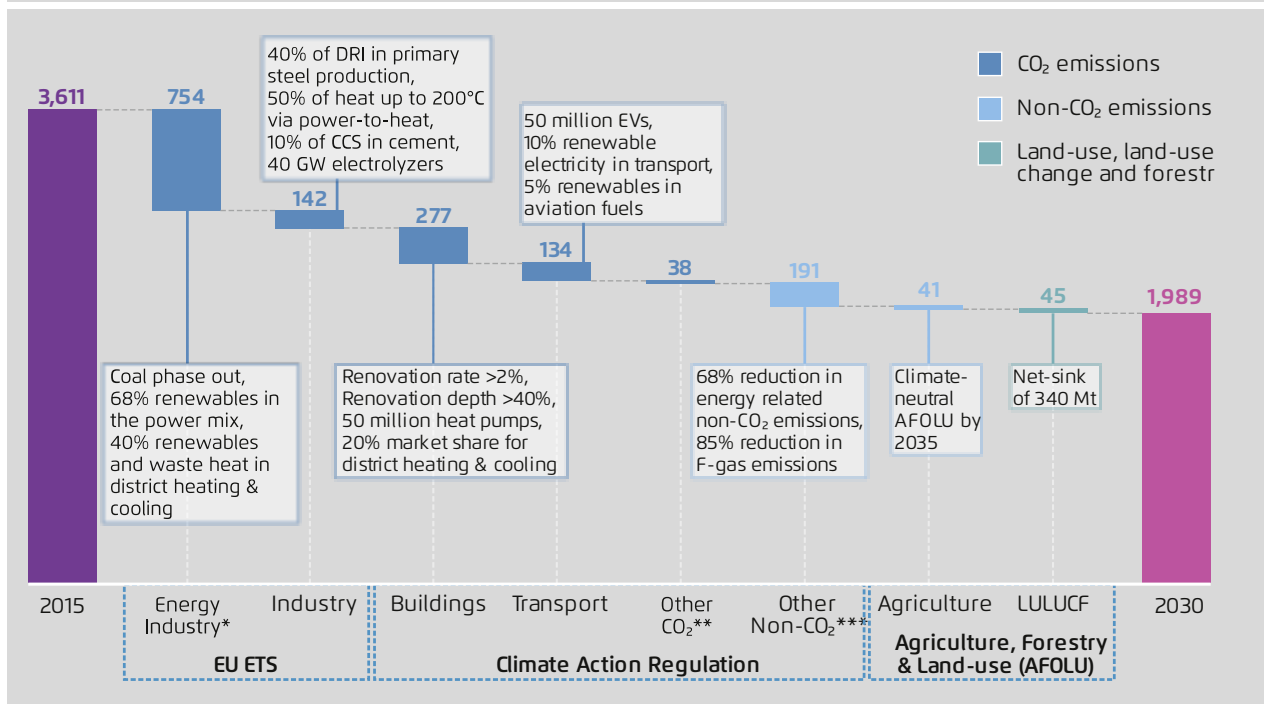 40% of DRI in primary
steel production,
50% of heat up to 200°C
via power-to-heat,
10% of CCS in cement,
40 GW electrolyzers
CO₂ emissions
Non-CO₂ emissions
Land-use, land-use
change and forestr
3,611
754
142
277
50 million EVs,
10% renewable
electricity in transport,
5% renewables in
aviation fuels
134
38
191
41
45
1,989
Coal phase out,
68% renewables in
the power mix,
40% renewables
and waste heat in
district heating &
cooling
Renovation rate >2%,
Renovation depth >40%,
50 million heat pumps,
20% market share for
district heating & cooling
68% reduction in
energy related
non-CO₂ emissions,
85% reduction in
F-gas emissions
Climate-
neutral
AFOLU by
2035
Net-sink
of 340 Mt
2015
Energy
Industry*
Industry
Buildings
Transport
Other
CO₂**
Other
Non-CO₂***
Agriculture
LULUCF
2030
EU ETS
Climate Action Regulation
Agriculture, Forestry
& Land-use (AFOLU)